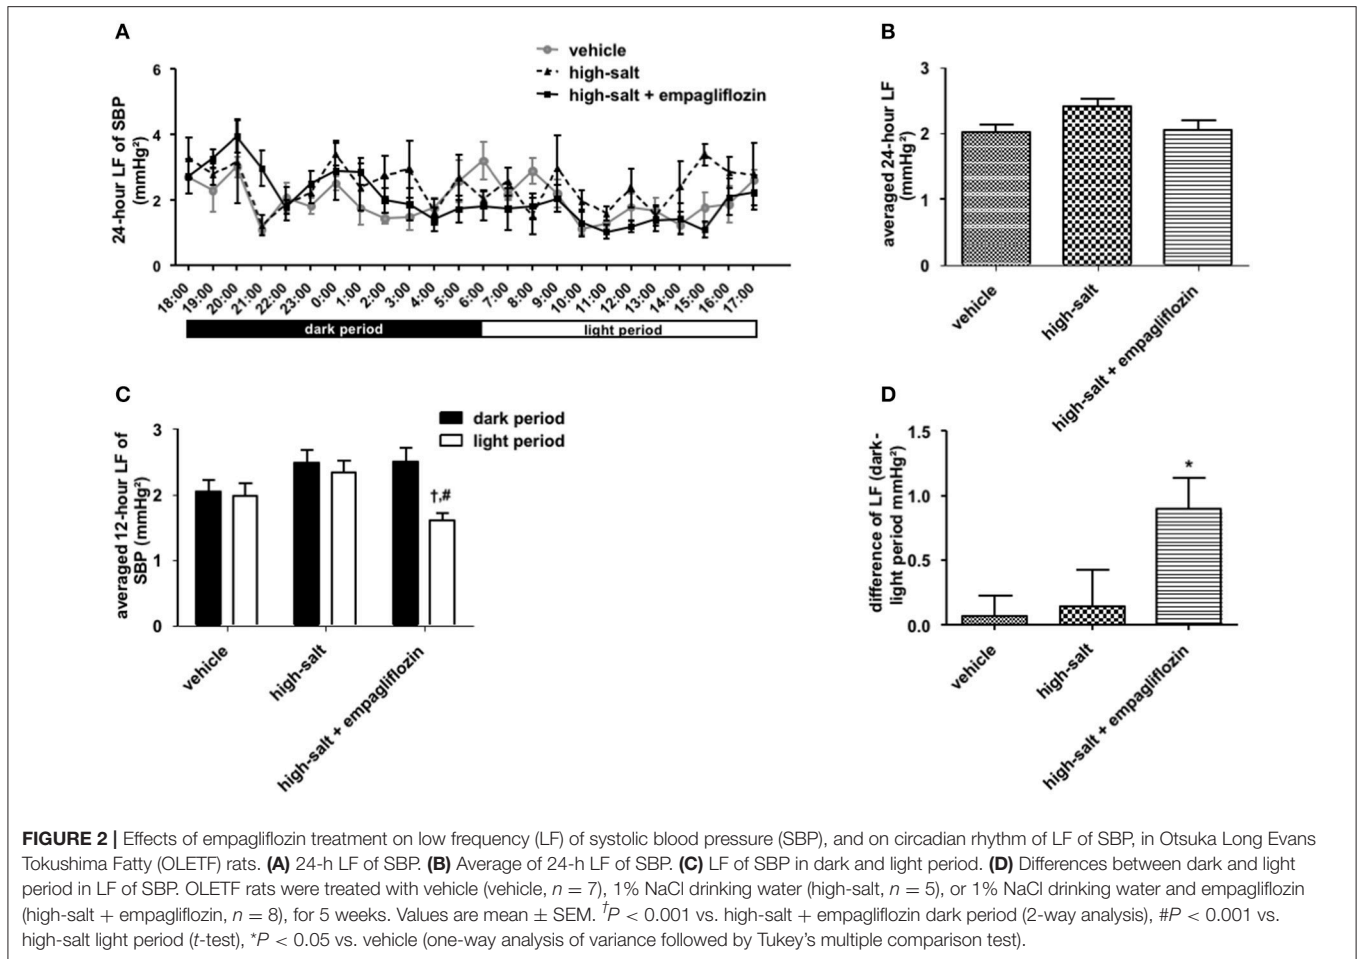 A
vehicle
high-salt
high-salt + empagliflozin
24-hour LF of SBP
(mmHg²)
6
4
2
0
18:00
19:00
20:00
21:00
22:00
23:00
0:00
1:00
2:00
3:00
4:00
5:00
6:00
7:00
8:00
9:00
10:00
11:00
12:00
13:00
14:00
15:00
16:00
17:00
dark period
light period
B
averaged 24-hour LF
(mmHg²)
3
2
1
0
vehicle
high-salt
high-salt + empagliflozin
C
dark period
light period
averaged 12-hour LF of
SBP (mmHg²)
3
2
1
0
†,#
vehicle
high-salt
high-salt + empagliflozin
D
difference of LF (dark-
light period mmHg²)
1.5
1.0
0.5
0.0
*
vehicle
high-salt
high-salt + empagliflozin
FIGURE 2 | Effects of empagliflozin treatment on low frequency (LF) of systolic blood pressure (SBP), and on circadian rhythm of LF of SBP, in Otsuka Long Evans
Tokushima Fatty (OLETF) rats. (A) 24-h LF of SBP. (B) Average of 24-h LF of SBP. (C) LF of SBP in dark and light period. (D) Differences between dark and light
period in LF of SBP. OLETF rats were treated with vehicle (vehicle, n = 7), 1% NaCl drinking water (high-salt, n = 5), or 1% NaCl drinking water and empagliflozin
(high-salt + empagliflozin, n = 8), for 5 weeks. Values are mean ± SEM. †P < 0.001 vs. high-salt + empagliflozin dark period (2-way analysis), #P < 0.001 vs.
high-salt light period (t-test), *P < 0.05 vs. vehicle (one-way analysis of variance followed by Tukey's multiple comparison test).